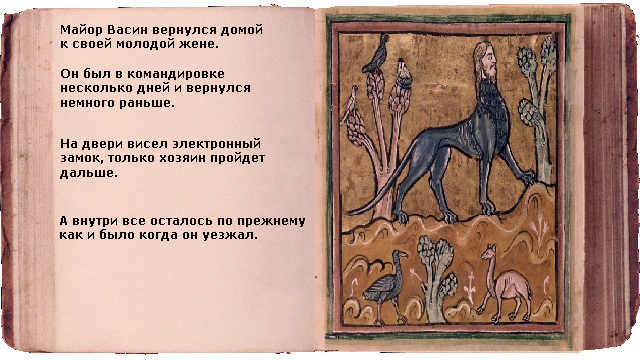 Майор Васин вернулся домой
к своей молодой жене.
Он был в командировке
несколько дней и вернулся
немного раньше.
На двери висел электронный
замок, только хозяин пройдет
дальше.
А внутри все осталось по прежнему
как и было когда он уезжал.